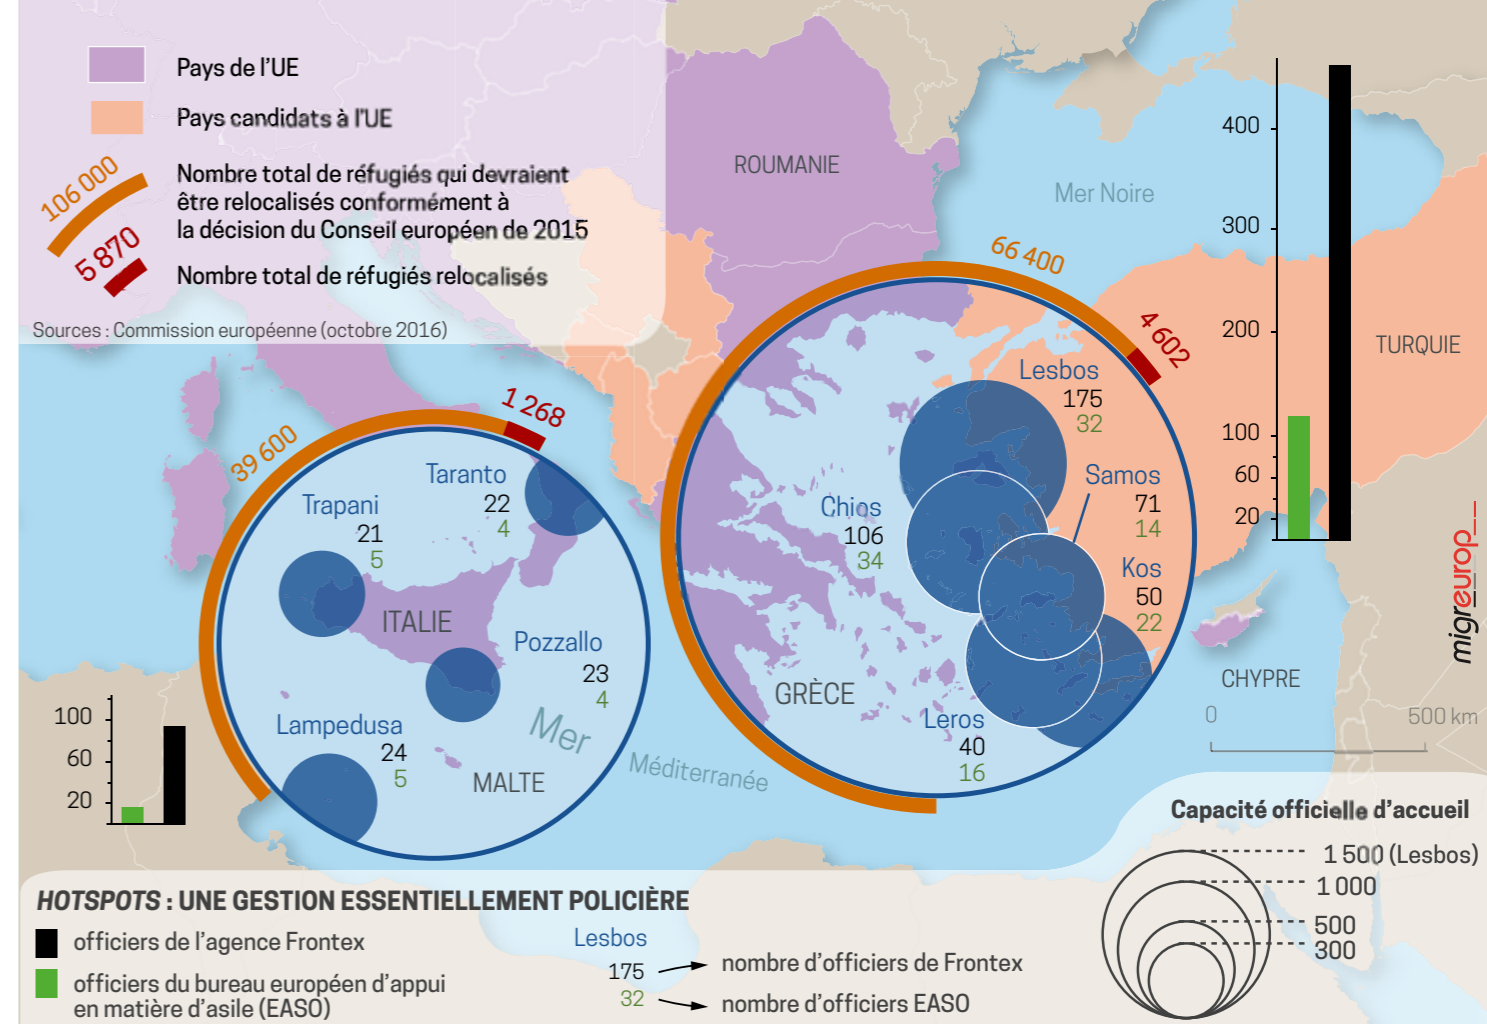 Pays de l'UE
Pays candidats à l'UE
106 000
Nombre total de réfugiés qui devraient
être relocalisés conformément à
la décision du Conseil européen de 2015
5 870
Nombre total de réfugiés relocalisés
Sources : Commission européenne (octobre 2016)
ROUMANIE
Mer Noire
TURQUIE
400
300
200
100
60
20
66 400
4 602
Lesbos
175
32
Samos
71
14
Chios
106
34
Kos
50
22
GRÈCE
Leros
40
16
39 600
1 268
Taranto
22
4
Trapani
21
5
ITALIE
Pozzallo
23
4
Lampedusa
24
5
MALTE
Mer
Méditerranée
100
60
20
migreurop__
CHYPRE
0
500 km
HOTSPOTS : UNE GESTION ESSENTIELLEMENT POLICIÈRE
officiers de l'agence Frontex
officiers du bureau européen d'appui
en matière d'asile (EASO)
Lesbos
175
nombre d'officiers de Frontex
32
nombre d'officiers EASO
Capacité officielle d'accueil
1 500 (Lesbos)
1 000
500
300